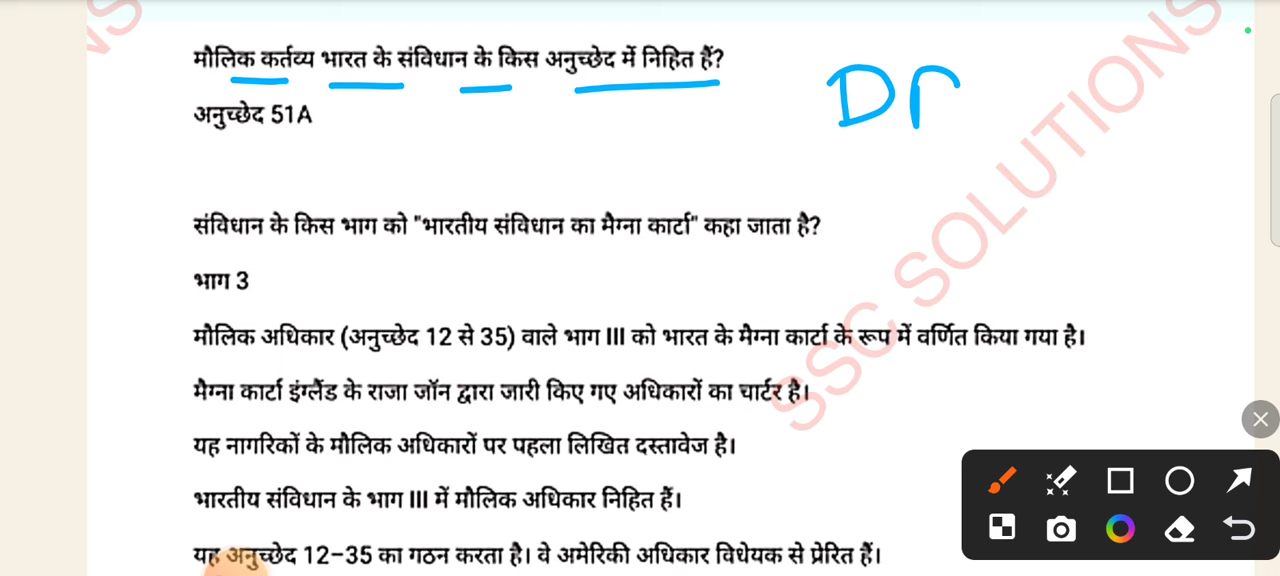 मौलिक कर्तव्य भारत के संविधान के किस अनुच्छेद में निहित हैं?
अनुच्छेद 51A
संविधान के किस भाग को "भारतीय संविधान का मैग्ना कार्टा" कहा जाता है?
भाग 3
मौलिक अधिकार (अनुच्छेद 12 से 35) वाले भाग III को भारत के मैग्ना कार्टा के रूप में वर्णित किया गया है।
मैग्ना कार्टा इंग्लैंड के राजा जॉन द्वारा जारी किए गए अधिकारों का चार्टर है।
यह नागरिकों के मौलिक अधिकारों पर पहला लिखित दस्तावेज है।
भारतीय संविधान के भाग III में मौलिक अधिकार निहित हैं।
यह अनुच्छेद 12–35 का गठन करता है। वे अमेरिकी अधिकार विधेयक से प्रेरित हैं।
SSC SOLUTIONS